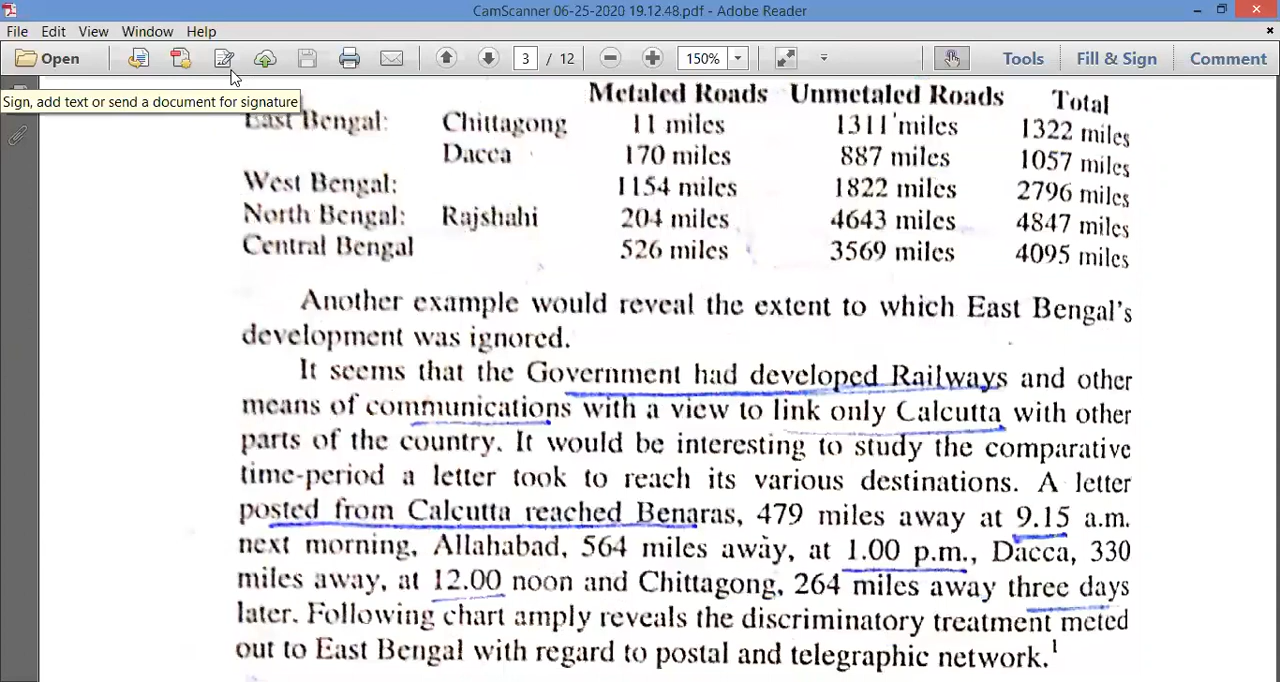 CamScanner 06-25-2020 19.12.48.pdf - Adobe Reader
File Edit View Window Help
Open 3 / 12 150% Tools Fill & Sign Comment
Sign, add text or send a document for signature
Metaled Roads Unmetaled Roads Total
East Bengal: Chittagong 11 miles 1311 miles 1322 miles
Dacca 170 miles 887 miles 1057 miles
West Bengal: 1154 miles 1822 miles 2796 miles
North Bengal: Rajshahi 204 miles 4643 miles 4847 miles
Central Bengal 526 miles 3569 miles 4095 miles
Another example would reveal the extent to which East Bengal's
development was ignored.
It seems that the Government had developed Railways and other
means of communications with a view to link only Calcutta with other
parts of the country. It would be interesting to study the comparative
time-period a letter took to reach its various destinations. A letter
posted from Calcutta reached Benaras, 479 miles away at 9.15 a.m.
next morning, Allahabad, 564 miles away, at 1.00 p.m., Dacca, 330
miles away, at 12.00 noon and Chittagong, 264 miles away three days
later. Following chart amply reveals the discriminatory treatment meted
out to East Bengal with regard to postal and telegraphic network.1